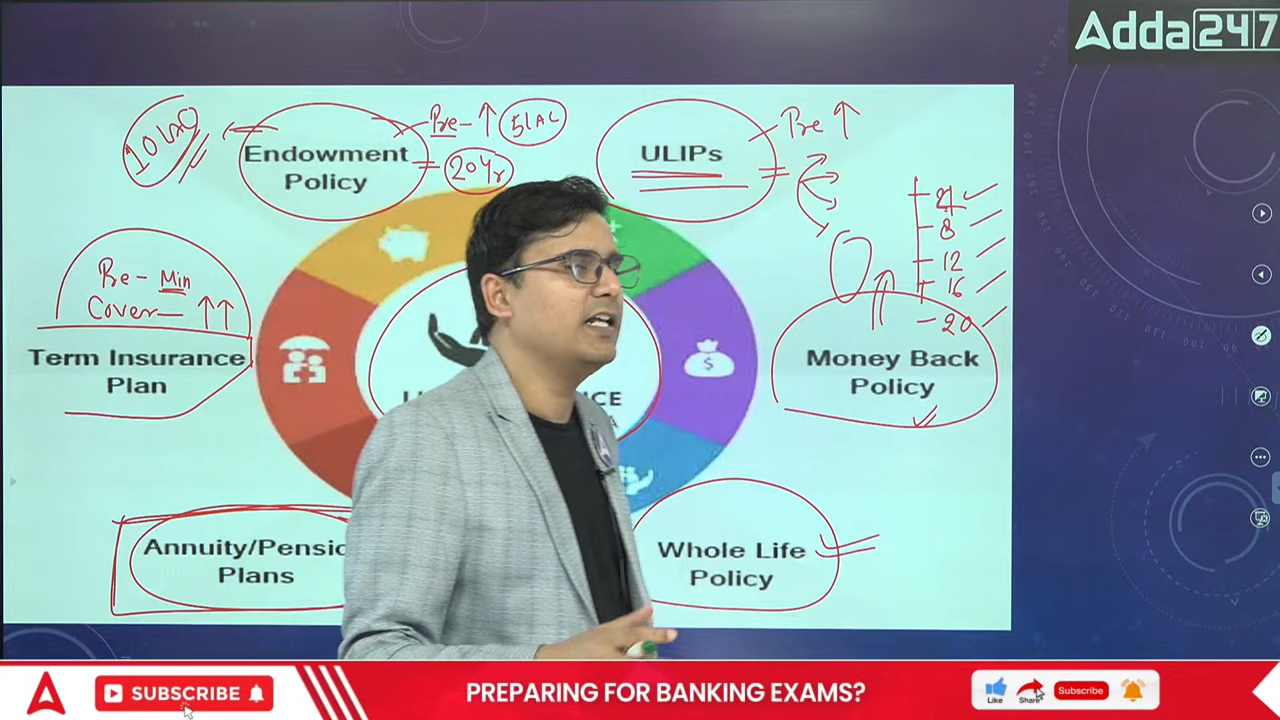 Adda247
10 Lac
Endowment
Policy
Pre - ↑ 5 LAC
20 Yr
ULIPs
Pre ↑
4
8
12
16
20
Pre - Min
Cover - ↑↑
Term Insurance
Plan
Money Back
Policy
Annuity/Pensio
Plans
Whole Life
Policy
SUBSCRIBE
PREPARING FOR BANKING EXAMS?
Like
Share
Subscribe